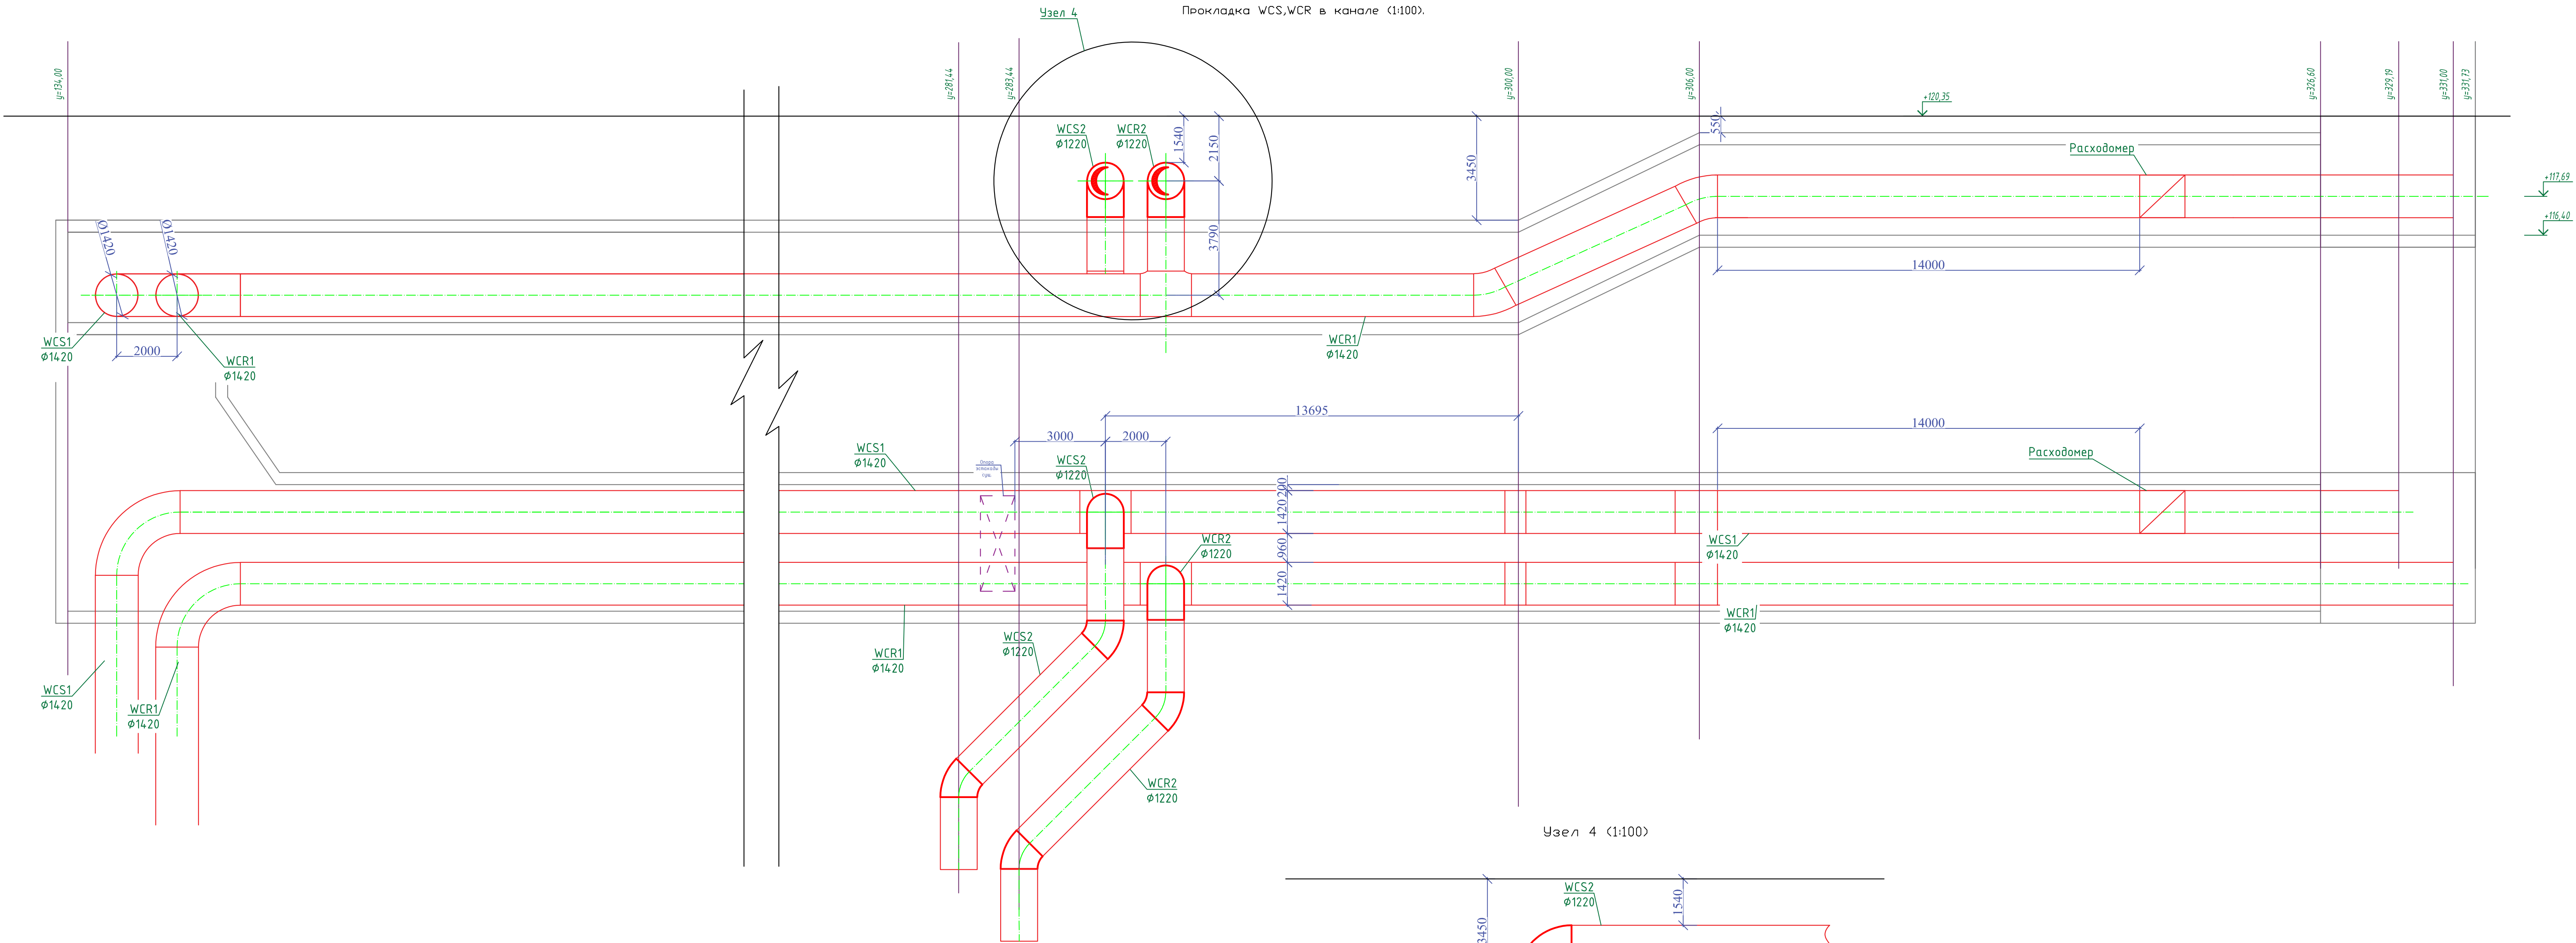 Прокладка WCS,WCR в канале (1:100).
Узел 4
y=134,00
y=281,44
y=283,44
y=300,00
y=306,00
y=326,60
y=329,19
y=331,00
y=331,73
+120,35
WCS2
Ø1220
WCR2
Ø1220
1540
2150
3450
550
Расходомер
+117,69
+116,40
Ø1420
Ø1420
3790
14000
WCS1
Ø1420
2000
WCR1
Ø1420
WCR1
Ø1420
13695
3000
2000
14000
WCS1
Ø1420
WCS2
Ø1220
Расходомер
Опора
эстакады
200
1420
960
1420
WCR2
Ø1220
WCS1
Ø1420
WCR1
Ø1420
WCS2
Ø1220
WCR1
Ø1420
WCS1
Ø1420
WCR1
Ø1420
WCR2
Ø1220
Узел 4 (1:100)
WCS2
Ø1220
1540
3450